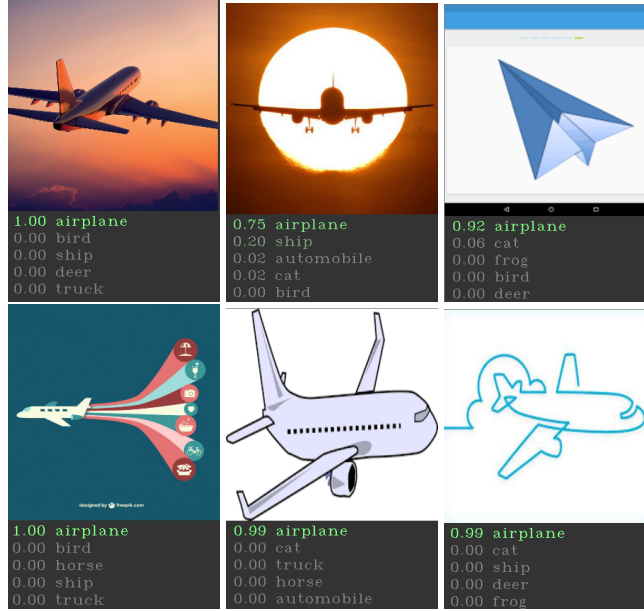 1.00 airplane
0.00 bird
0.00 ship
0.00 deer
0.00 truck
0.75 airplane
0.20 ship
0.02 automobile
0.02 cat
0.00 bird
0.92 airplane
0.06 cat
0.00 frog
0.00 bird
0.00 deer
designed by freepik.com
1.00 airplane
0.00 bird
0.00 horse
0.00 ship
0.00 truck
0.99 airplane
0.00 cat
0.00 truck
0.00 horse
0.00 automobile
0.99 airplane
0.00 cat
0.00 ship
0.00 deer
0.00 frog